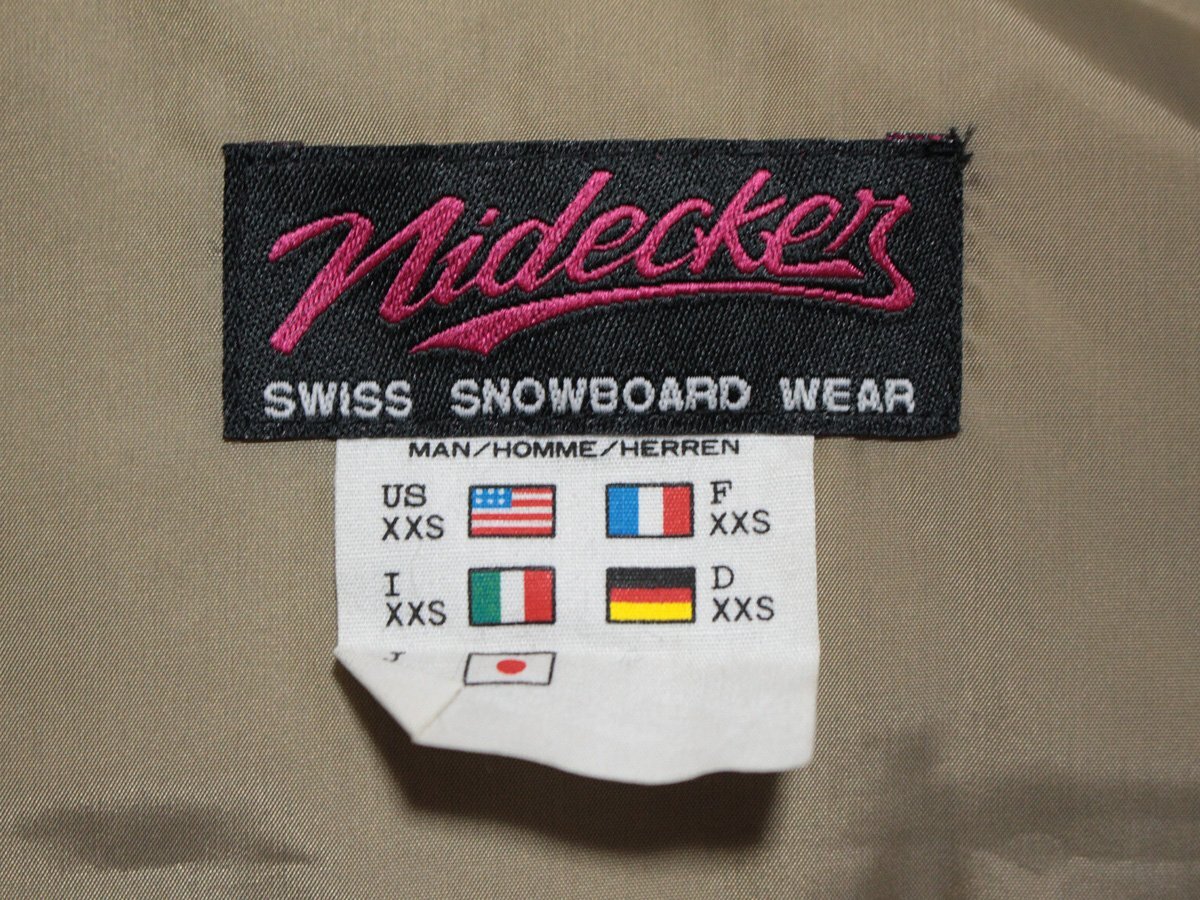 Nidecker
SWISS SNOWBOARD WEAR
MAN/HOMME/HERREN
US F
XXS XXS
I D
XXS XXS
J